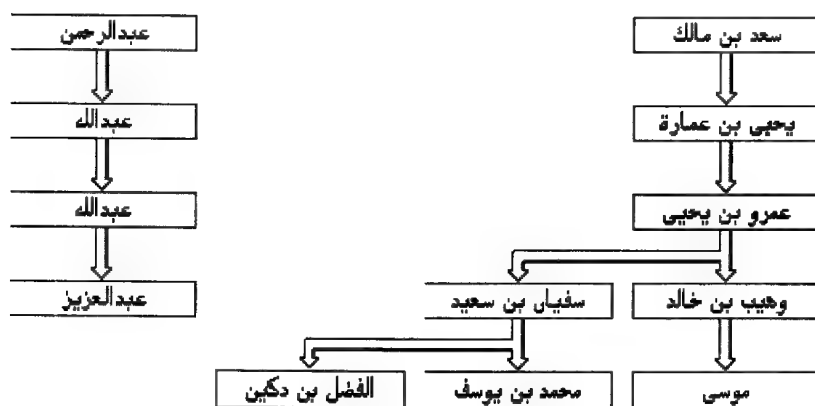 سعد بن مالك
عبدالرحمن
يحيى بن عمارة
عبدالله
عمرو بن يحيى
عبدالله
وهيب بن خالد
سفيان بن سعيد
عبدالعزيز
موسى
محمد بن يوسف
الفضل بن دكين